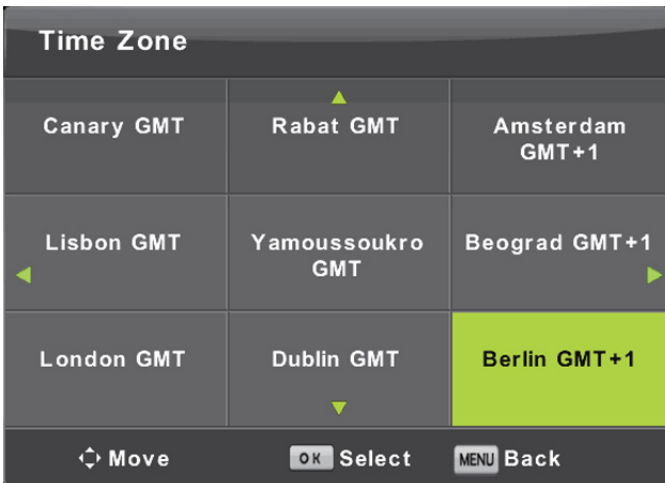 Time Zone
Canary GMT
Rabat GMT
Amsterdam
GMT+1
Lisbon GMT
Yamoussoukro
GMT
Beograd GMT+1
London GMT
Dublin GMT
Berlin GMT+1
Move
OK Select
MENU Back